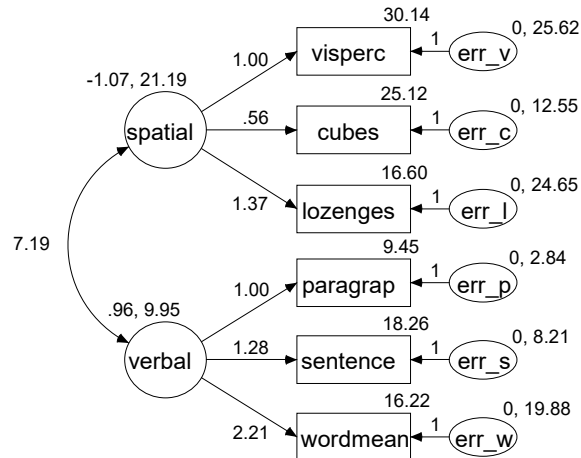 30.14
0, 25.62
1.00
visperc
1
err_v
-1.07, 21.19
25.12
0, 12.55
spatial
.56
cubes
1
err_c
16.60
0, 24.65
1.37
lozenges
1
err_l
7.19
9.45
0, 2.84
1.00
paragrap
1
err_p
.96, 9.95
18.26
0, 8.21
verbal
1.28
sentence
1
err_s
16.22
0, 19.88
2.21
wordmean
1
err_w